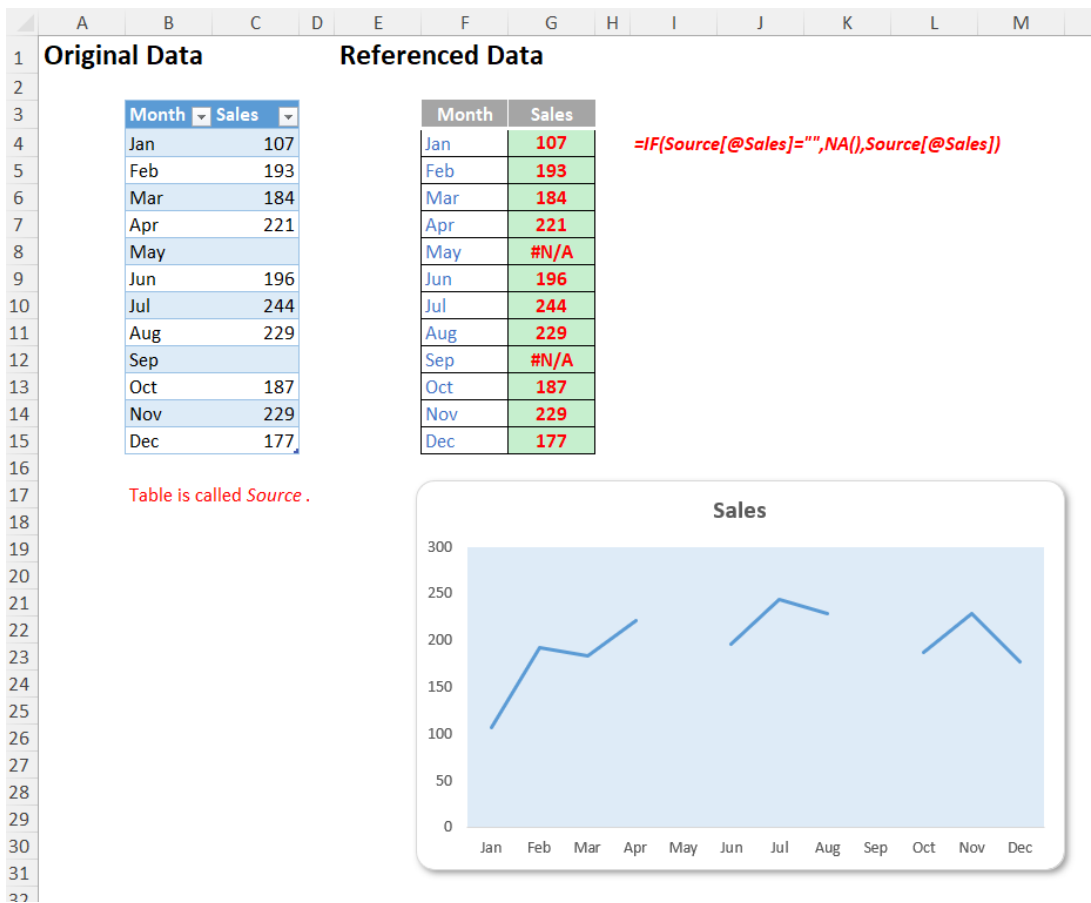 A B C D E F G H I J K L M
1 Original Data Referenced Data
2
3 Month Sales Month Sales
4 Jan 107 Jan 107 =IF(Source[@Sales]="",NA(),Source[@Sales])
5 Feb 193 Feb 193
6 Mar 184 Mar 184
7 Apr 221 Apr 221
8 May May #N/A
9 Jun 196 Jun 196
10 Jul 244 Jul 244
11 Aug 229 Aug 229
12 Sep Sep #N/A
13 Oct 187 Oct 187
14 Nov 229 Nov 229
15 Dec 177 Dec 177
16
17 Table is called Source .
18 Sales
19 300
20
21 250
22
23 200
24
25 150
26 100
27
28 50
29
30 0
Jan Feb Mar Apr May Jun Jul Aug Sep Oct Nov Dec
31
32